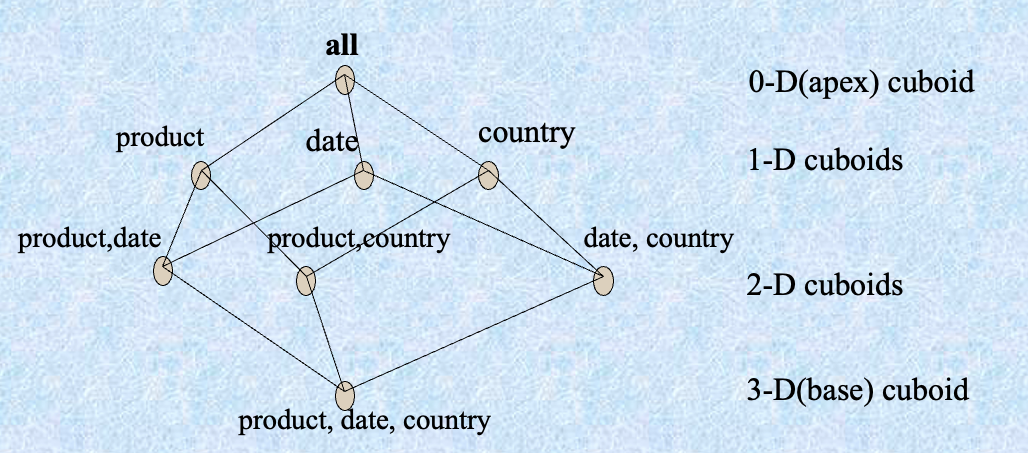 all
0-D(apex) cuboid
product
date
country
1-D cuboids
product,date
product,country
date, country
2-D cuboids
3-D(base) cuboid
product, date, country